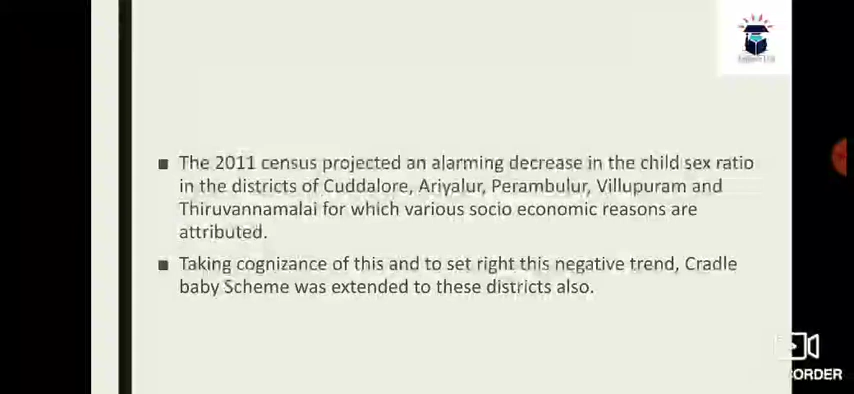 ■ The 2011 census projected an alarming decrease in the child sex ratio
in the districts of Cuddalore, Ariyalur, Perambulur, Villupuram and
Thiruvannamalai for which various socio economic reasons are
attributed.
■ Taking cognizance of this and to set right this negative trend, Cradle
baby Scheme was extended to these districts also.
ORDER